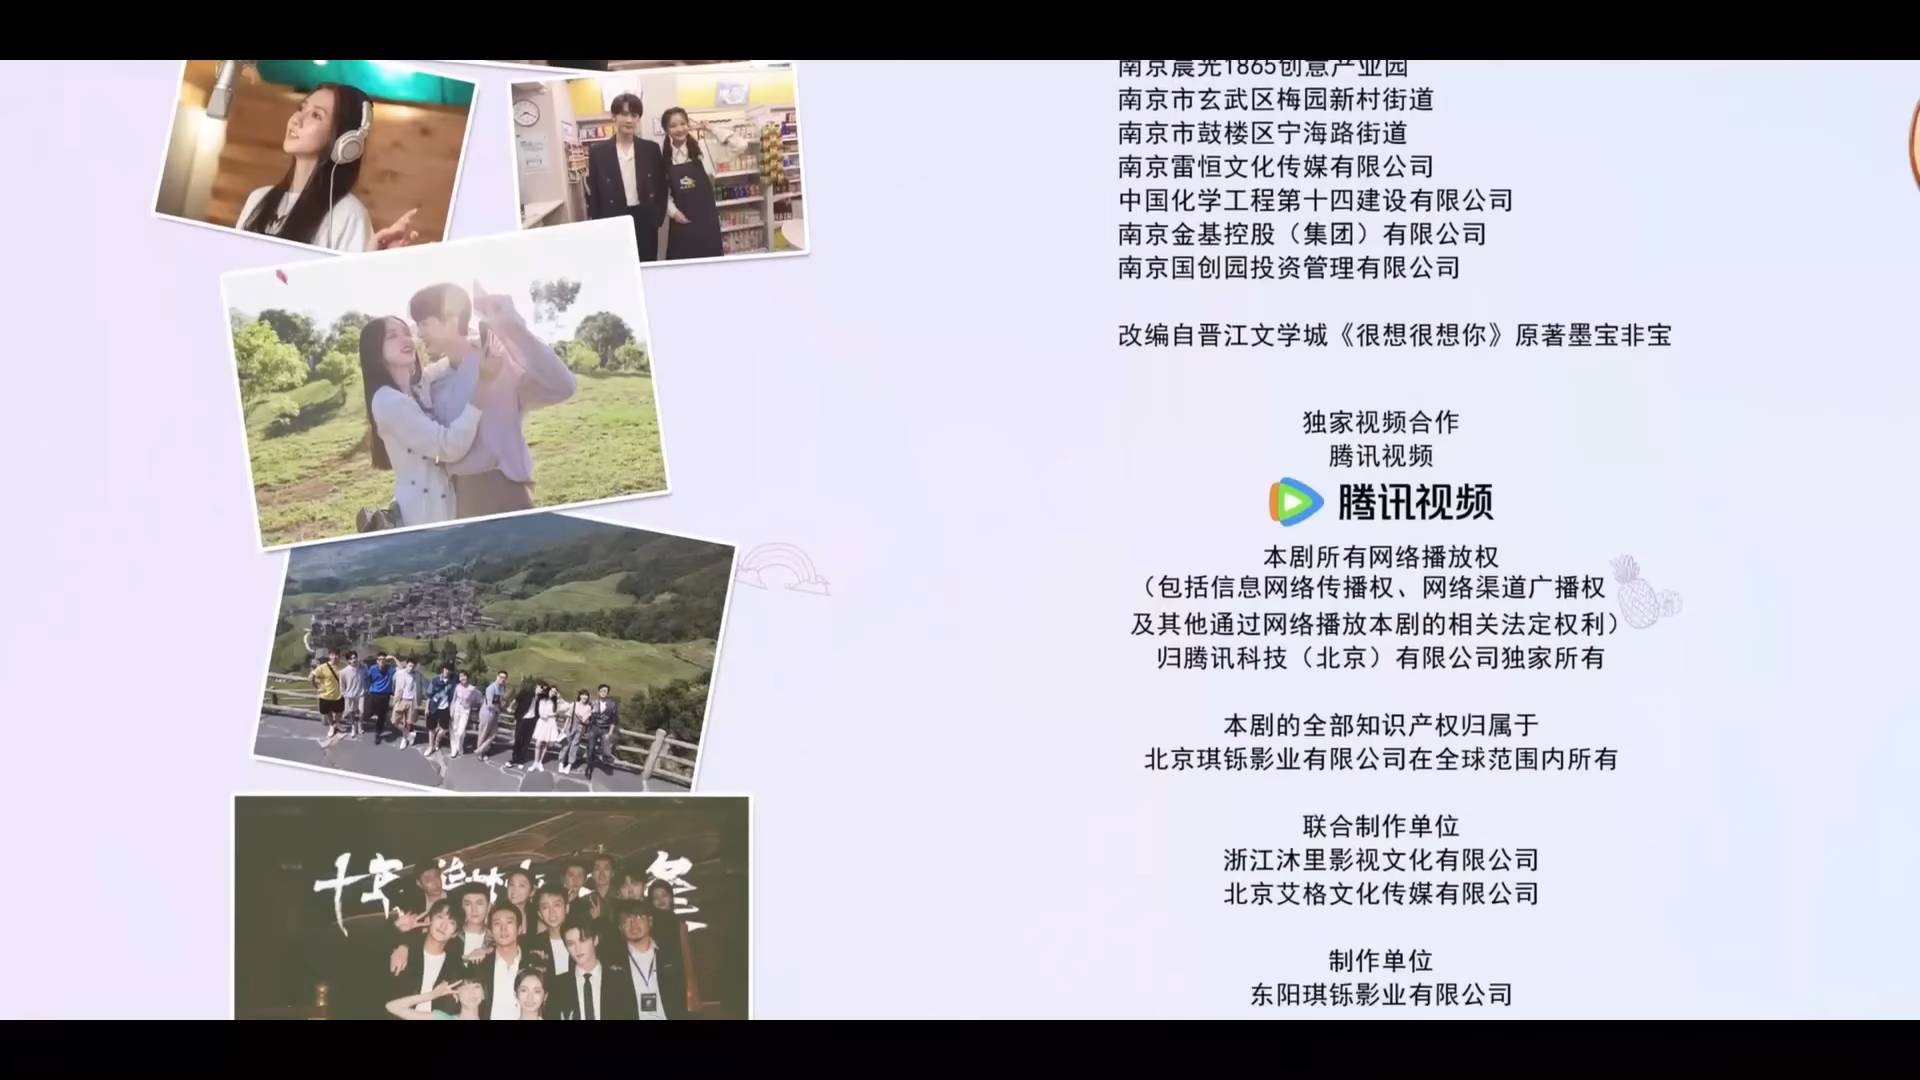 南京晨光1865创意产业园
南京市玄武区梅园新村街道
南京市鼓楼区宁海路街道
南京雷恒文化传媒有限公司
中国化学工程第十四建设有限公司
南京金基控股（集团）有限公司
南京国创园投资管理有限公司
改编自晋江文学城《很想很想你》原著墨宝非宝
独家视频合作
腾讯视频
腾讯视频
本剧所有网络播放权
（包括信息网络传播权、网络渠道广播权
及其他通过网络播放本剧的相关法定权利）
归腾讯科技（北京）有限公司独家所有
本剧的全部知识产权归属于
北京琪铄影业有限公司在全球范围内所有
联合制作单位
浙江沐里影视文化有限公司
北京艾格文化传媒有限公司
制作单位
东阳琪铄影业有限公司